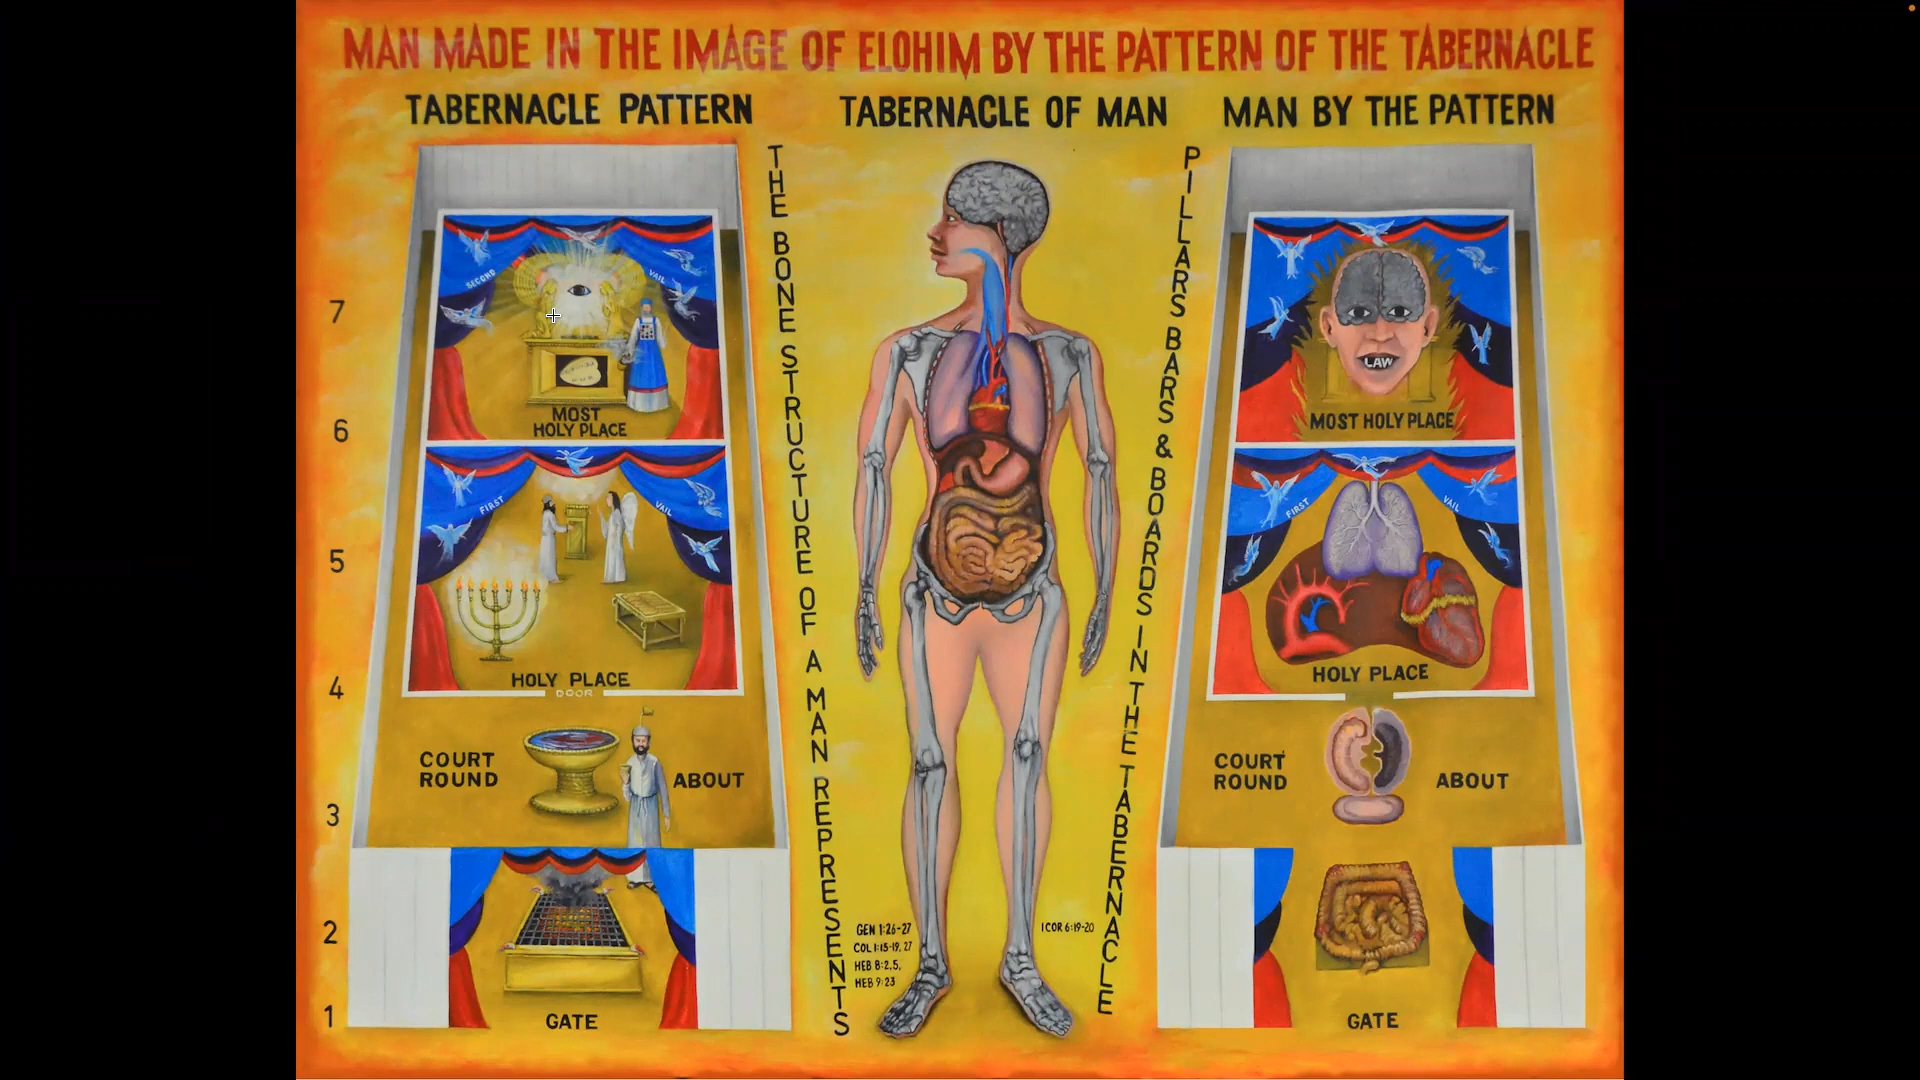 MAN MADE IN THE IMAGE OF ELOHIM BY THE PATTERN OF THE TABERNACLE
TABERNACLE PATTERN
TABERNACLE OF MAN
MAN BY THE PATTERN
7
6
5
4
3
2
1
SECOND
VAIL
MOST
HOLY PLACE
FIRST
VAIL
HOLY PLACE
DOOR
COURT
ROUND
ABOUT
GATE
THE BONE STRUCTURE OF A MAN REPRESENTS
GEN 1:26-27
COL 1:15-19, 27
HEB 8:2,5,
HEB 9:23
I COR 6:19-20
PILLARS BARS & BOARDS IN THE TABERNACLE
LAW
MOST HOLY PLACE
FIRST
VAIL
HOLY PLACE
COURT
ROUND
ABOUT
GATE